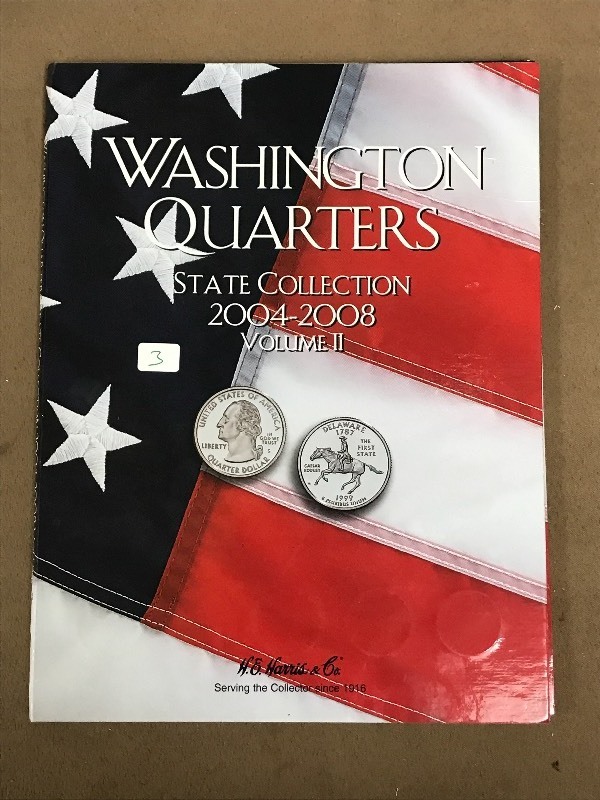 WASHINGTON
QUARTERS
STATE COLLECTION
2004-2008
VOLUME II
3
UNITED STATES OF AMERICA
LIBERTY
IN
GOD WE
TRUST
S
QUARTER DOLLAR
DELAWARE
1787
THE
FIRST
STATE
CAESAR
RODNEY
1999
E PLURIBUS UNUM
H.E. Harris & Co.
Serving the Collector since 1916